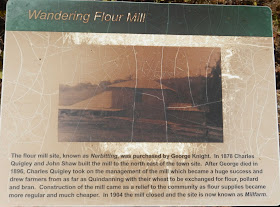 Wandering Flour Mill
The flour mill site, known as Nerbitting, was purchased by George Knight. In 1878 Charles
Quigley and John Shaw built the mill to the north east of the town site. After George died in
1898, Charles Quigley took on the management of the mill which became a huge success and
drew farmers from as far as Quindanning with their wheat to be exchanged for flour, pollard
and bran. Construction of the mill came as a relief to the community as flour supplies became
more regular and much cheaper. In 1904 the mill closed and the site is now known as Millfarm.